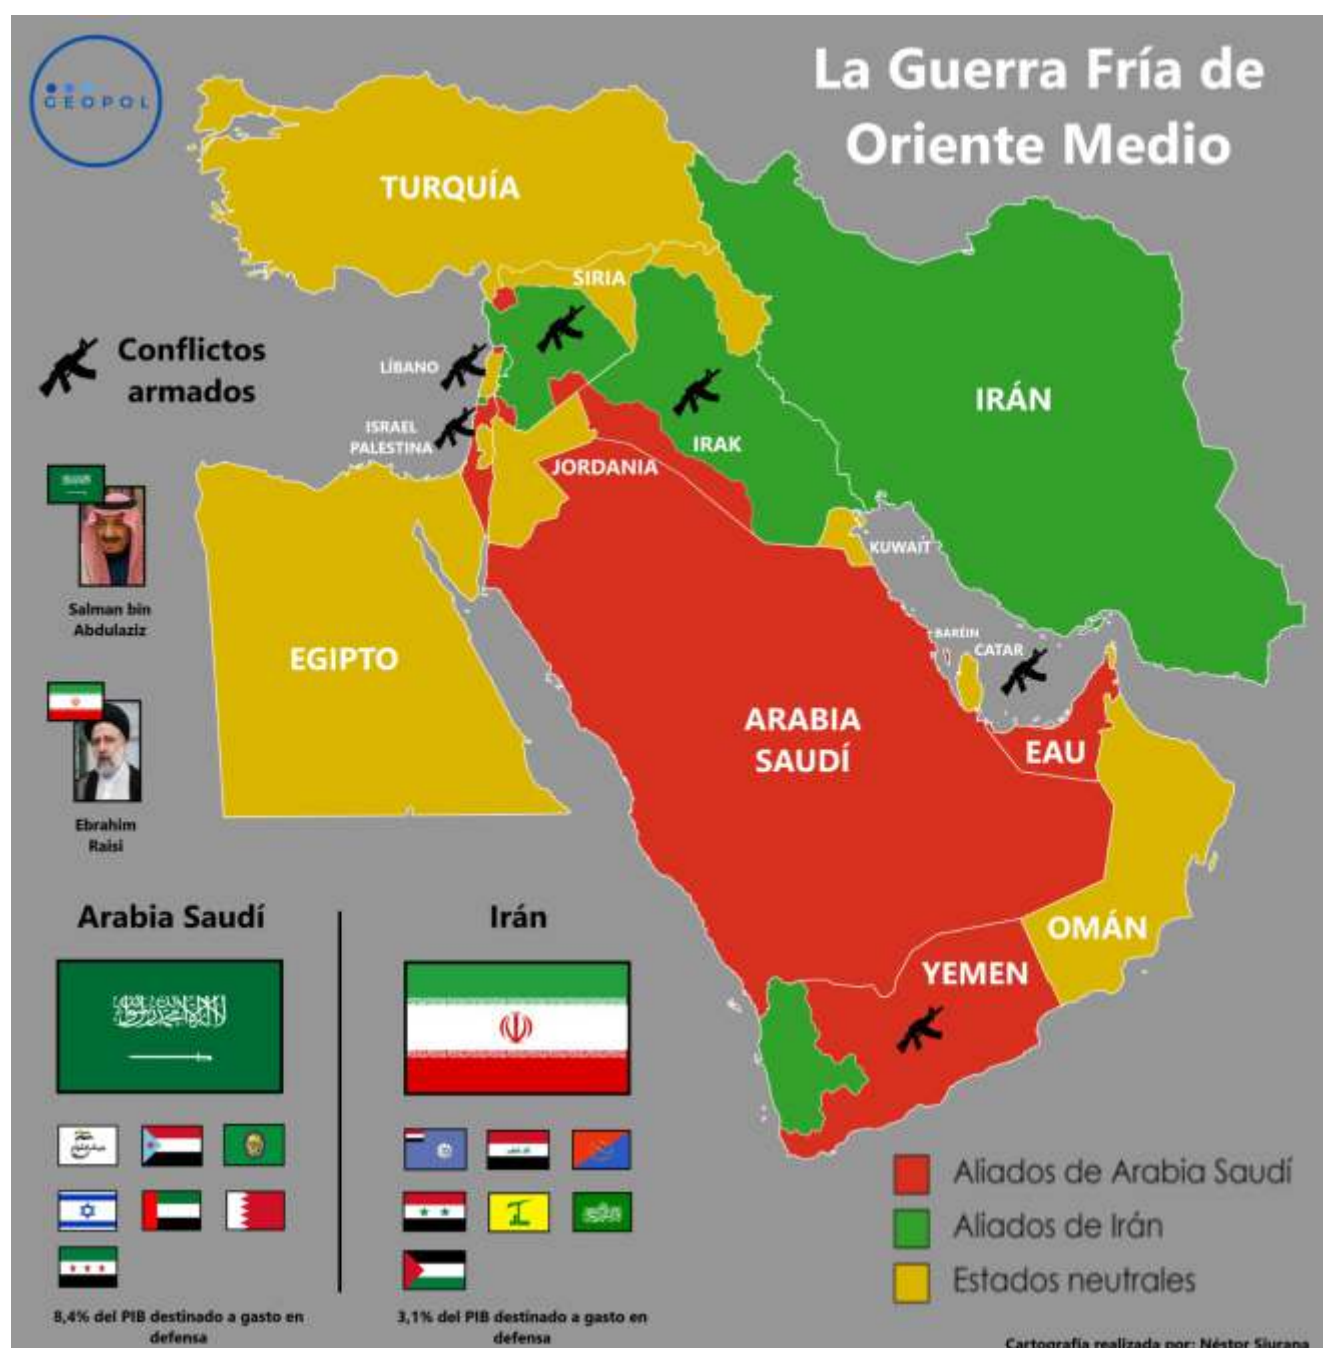 GEOPOL
La Guerra Fría de
Oriente Medio
TURQUÍA
SIRIA
Conflictos
armados
LÍBANO
IRÁN
ISRAEL
PALESTINA
IRAK
JORDANIA
KUWAIT
Salman bin
Abdulaziz
BARÉIN
CATAR
EGIPTO
ARABIA
SAUDÍ
EAU
Ebrahim
Raisi
Arabia Saudí
Irán
OMÁN
YEMEN
Aliados de Arabia Saudí
Aliados de Irán
Estados neutrales
8,4% del PIB destinado a gasto en
defensa
3,1% del PIB destinado a gasto en
defensa
Cartografía realizada por: Néstor Siurana